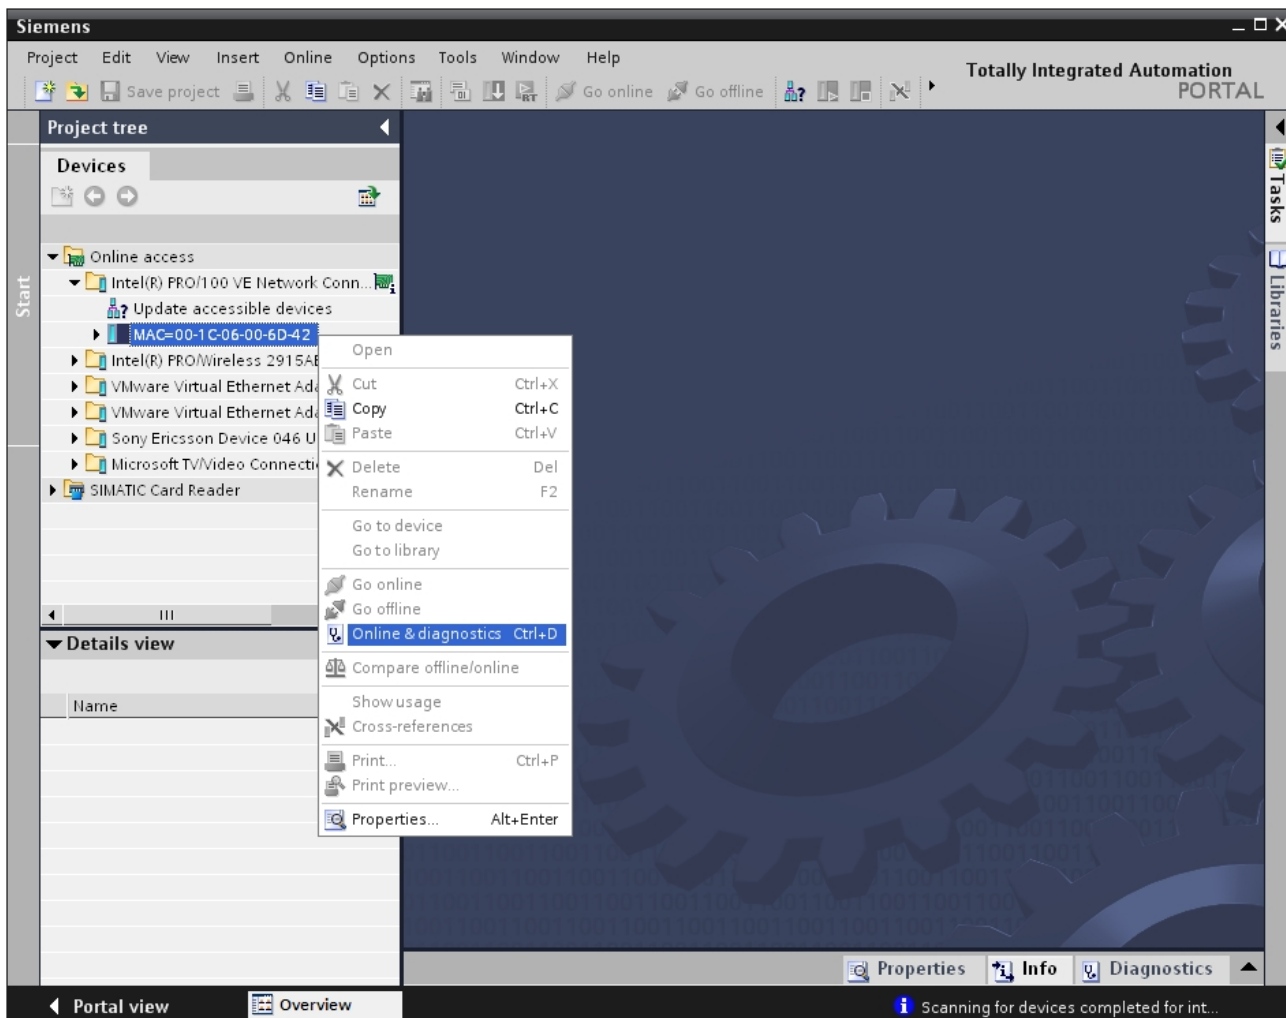 Siemens
Project Edit View Insert Online Options Tools Window Help
Totally Integrated Automation
PORTAL
Save project Go online Go offline
Project tree
Devices
Start
Tasks
Libraries
Online access
Intel(R) PRO/100 VE Network Conn...
Update accessible devices
MAC=00-1C-06-00-6D-42
Intel(R) PRO/Wireless 2915AB
VMware Virtual Ethernet Ada
VMware Virtual Ethernet Ada
Sony Ericsson Device 046 U
Microsoft TV/Video Connecti
SIMATIC Card Reader
Open
Cut Ctrl+X
Copy Ctrl+C
Paste Ctrl+V
Delete Del
Rename F2
Go to device
Go to library
Go online
Go offline
Online & diagnostics Ctrl+D
Compare offline/online
Show usage
Cross-references
Print... Ctrl+P
Print preview...
Properties... Alt+Enter
Details view
Name
Properties Info Diagnostics
Portal view Overview Scanning for devices completed for int...